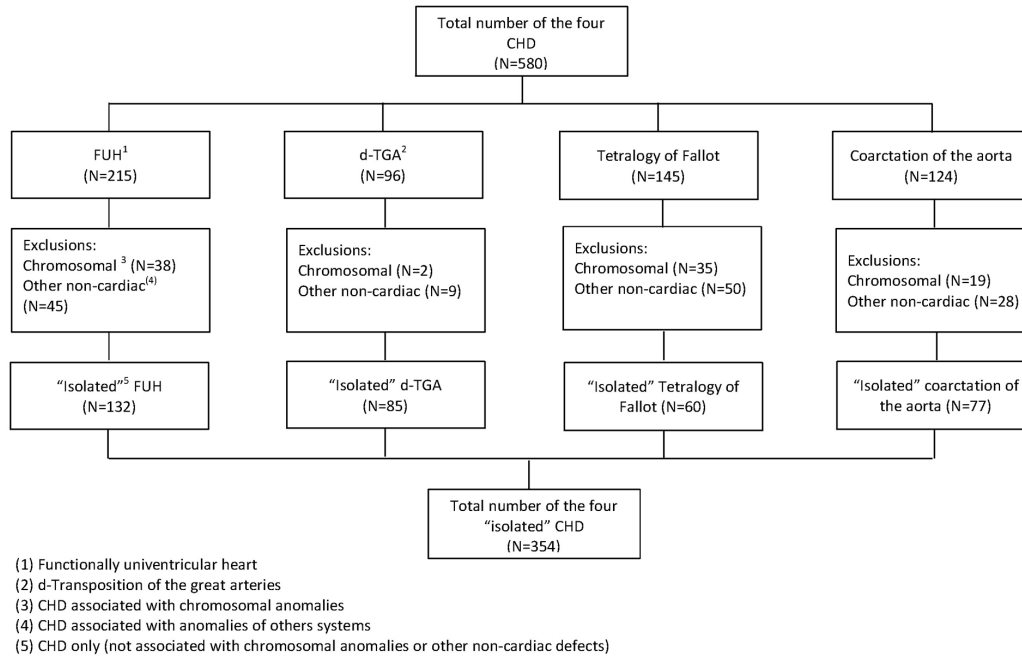 Total number of the four
CHD
(N=580)
FUH1
(N=215)
d-TGA2
(N=96)
Tetralogy of Fallot
(N=145)
Coarctation of the aorta
(N=124)
Exclusions:
Chromosomal 3 (N=38)
Other non-cardiac(4)
(N=45)
Exclusions:
Chromosomal (N=2)
Other non-cardiac (N=9)
Exclusions:
Chromosomal (N=35)
Other non-cardiac (N=50)
Exclusions:
Chromosomal (N=19)
Other non-cardiac (N=28)
“Isolated”5 FUH
(N=132)
“Isolated” d-TGA
(N=85)
“Isolated” Tetralogy of
Fallot (N=60)
“Isolated” coarctation of
the aorta (N=77)
Total number of the four
“isolated” CHD
(N=354)
(1) Functionally univentricular heart
(2) d-Transposition of the great arteries
(3) CHD associated with chromosomal anomalies
(4) CHD associated with anomalies of others systems
(5) CHD only (not associated with chromosomal anomalies or other non-cardiac defects)